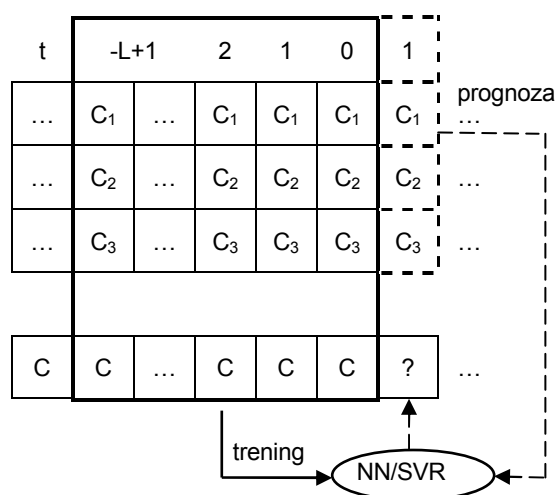 t -L+1 2 1 0 1
prognoza
… C₁ … C₁ C₁ C₁ C₁ …
… C₂ … C₂ C₂ C₂ C₂ …
… C₃ … C₃ C₃ C₃ C₃ …
C C … C C C ? …
trening
NN/SVR